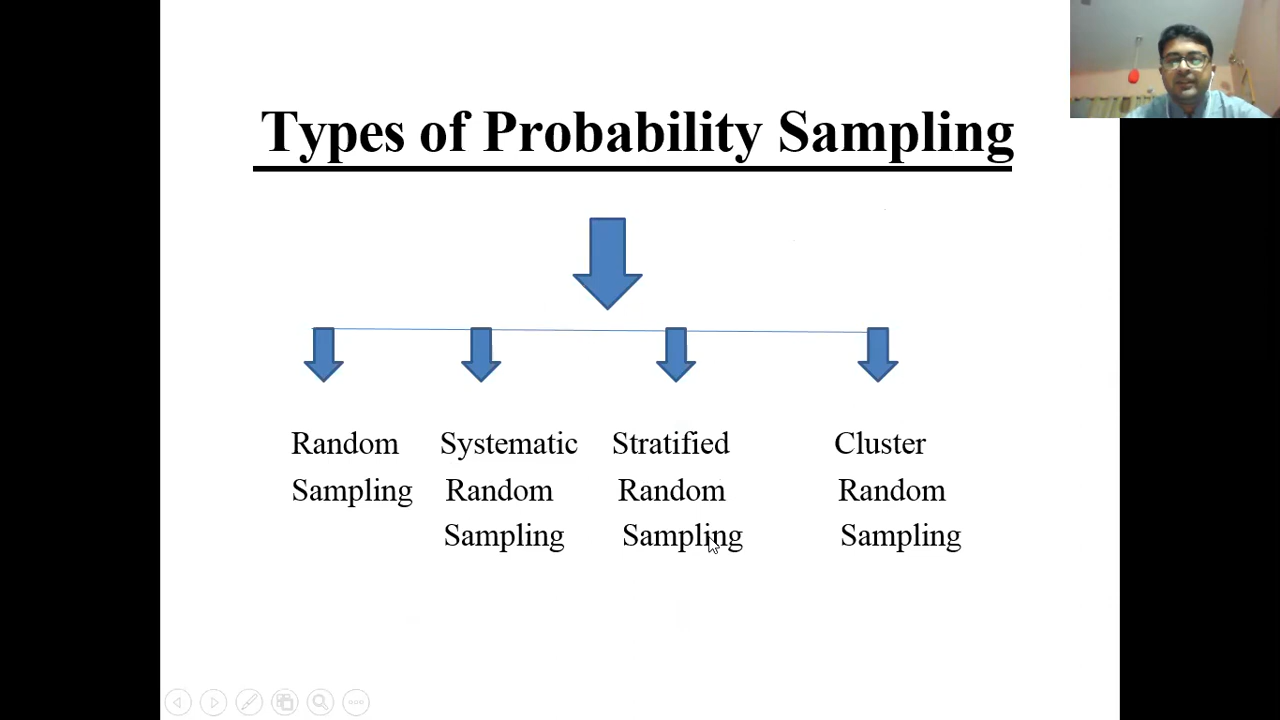 Types of Probability Sampling
Random Systematic Stratified Cluster
Sampling Random Random Random
Sampling Sampling Sampling